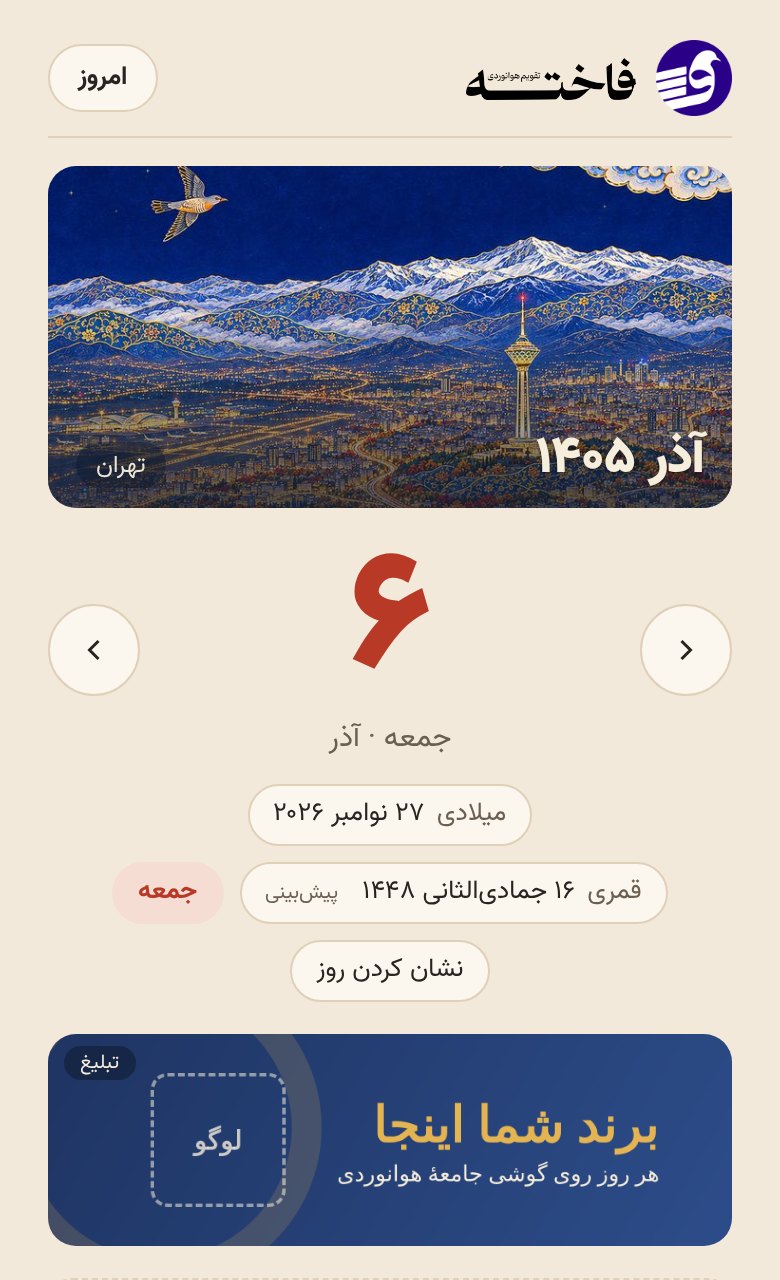 فاختــــه
تقویم هوانوردی
امروز
آذر ۱۴۰۵
تهران
۶
جمعه · آذر
میلادی ۲۷ نوامبر ۲۰۲۶
قمری ۱۶ جمادی‌الثانی ۱۴۴۸ پیش‌بینی
جمعه
نشان کردن روز
تبلیغ
برند شما اینجا
هر روز روی گوشی جامعهٔ هوانوردی
لوگو